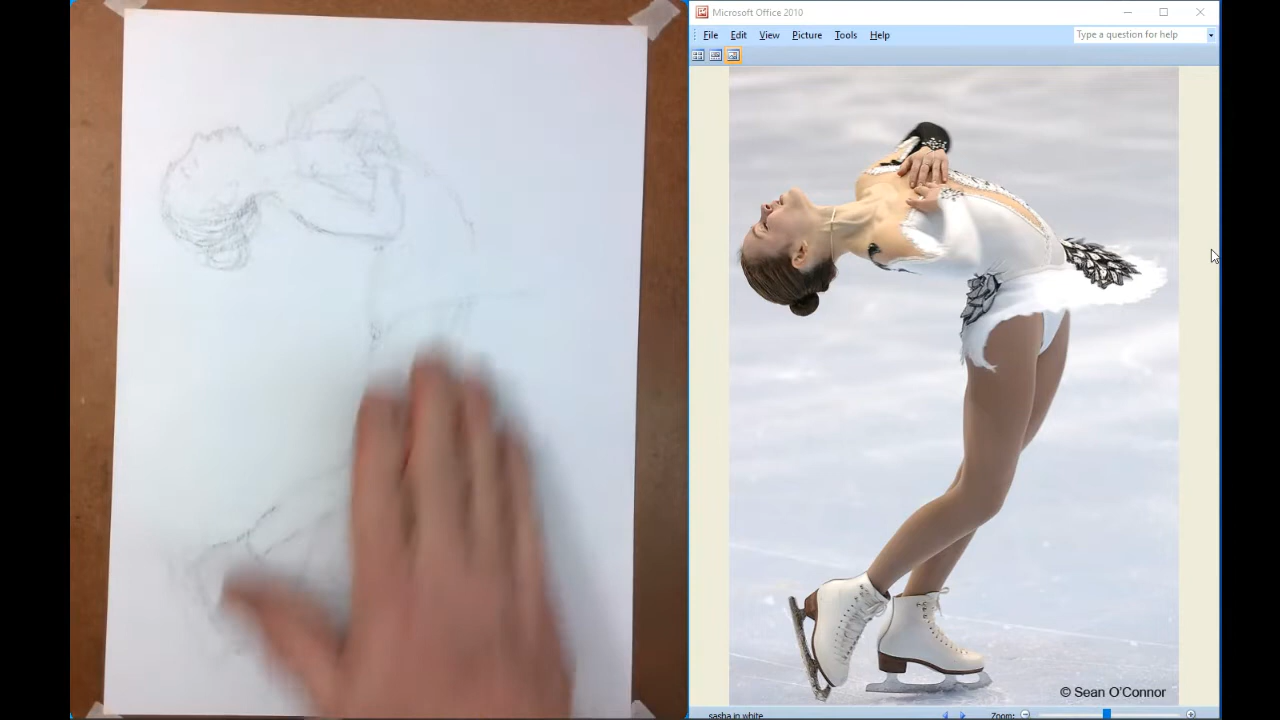 Microsoft Office 2010
File Edit View Picture Tools Help
Type a question for help
© Sean O'Connor
sasha in white
Zoom: